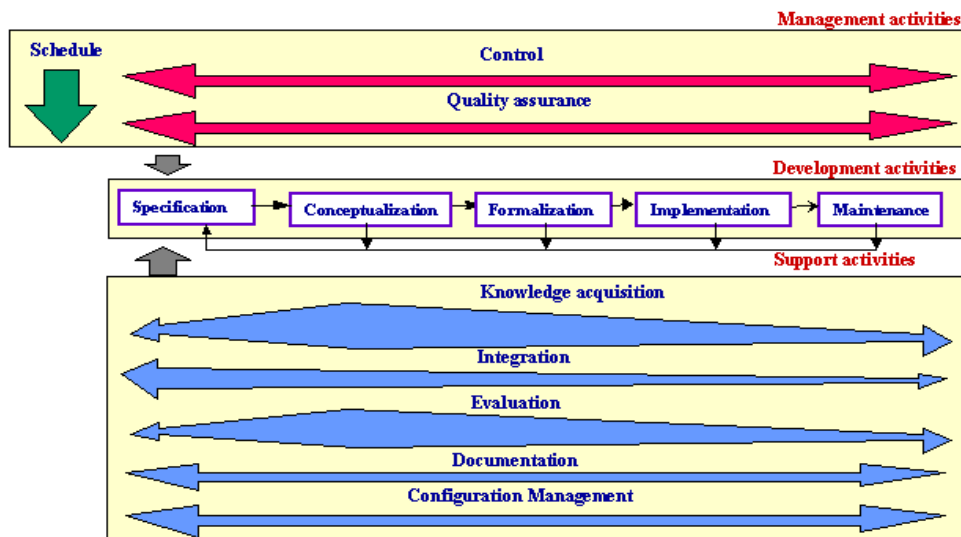 Management activities
Schedule
Control
Quality assurance
Development activities
Specification
Conceptualization
Formalization
Implementation
Maintenance
Support activities
Knowledge acquisition
Integration
Evaluation
Documentation
Configuration Management